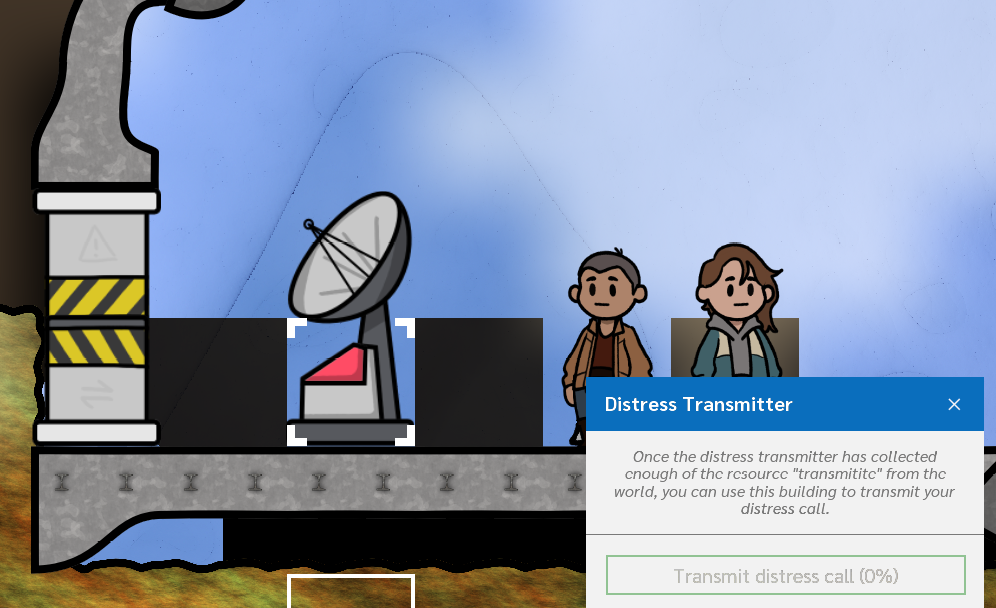 Distress Transmitter
Once the distress transmitter has collected
enough of the resource "transmitite" from the
world, you can use this building to transmit your
distress call.
Transmit distress call (0%)